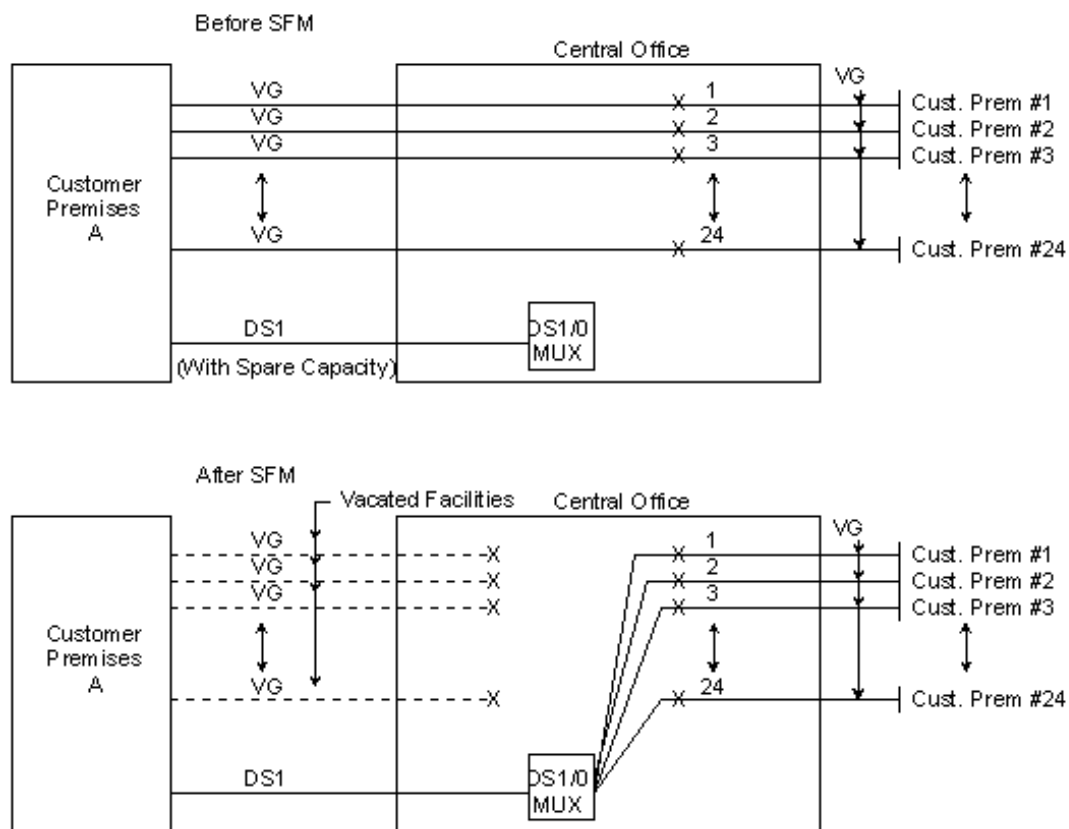 Before SFM
Central Office
VG
VG
1
Cust. Prem #1
VG
2
Cust. Prem #2
VG
3
Cust. Prem #3
Customer
Premises
A
VG
24
Cust. Prem #24
DS1
(With Spare Capacity)
DS1/0
MUX
After SFM
Vacated Facilities
Central Office
VG
VG
1
Cust. Prem #1
VG
2
Cust. Prem #2
VG
3
Cust. Prem #3
Customer
Premises
A
VG
24
Cust. Prem #24
DS1
DS1/0
MUX